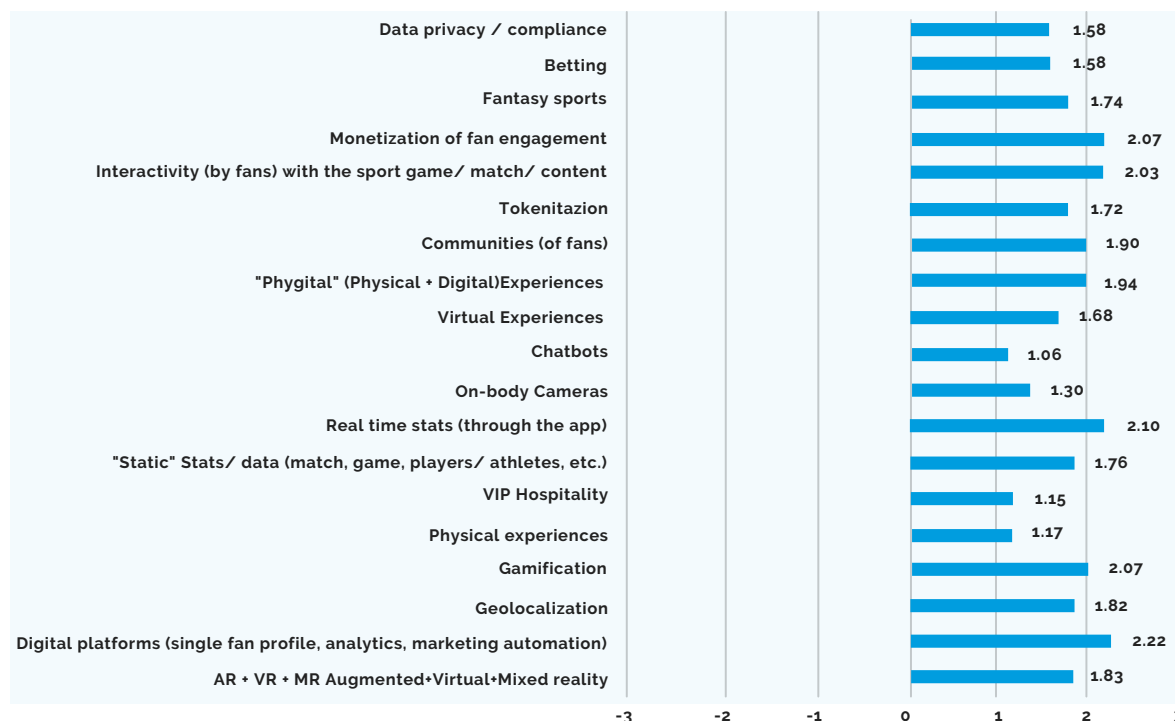 Data privacy / compliance 1.58
Betting 1.58
Fantasy sports 1.74
Monetization of fan engagement 2.07
Interactivity (by fans) with the sport game/ match/ content 2.03
Tokenitazion 1.72
Communities (of fans) 1.90
"Phygital" (Physical + Digital)Experiences 1.94
Virtual Experiences 1.68
Chatbots 1.06
On-body Cameras 1.30
Real time stats (through the app) 2.10
"Static" Stats/ data (match, game, players/ athletes, etc.) 1.76
VIP Hospitality 1.15
Physical experiences 1.17
Gamification 2.07
Geolocalization 1.82
Digital platforms (single fan profile, analytics, marketing automation) 2.22
AR + VR + MR Augmented+Virtual+Mixed reality 1.83
-3 -2 -1 0 1 2